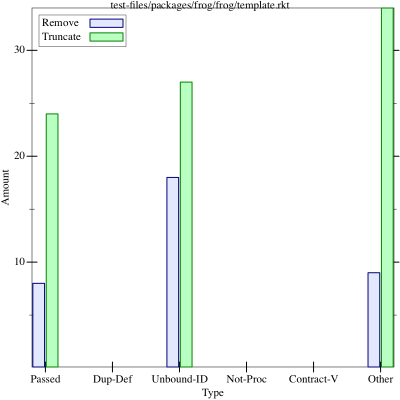 test-files/packages/frog/frog/template.rkt
Remove
Truncate
30
20
10
Amount
Passed Dup-Def Unbound-ID Not-Proc Contract-V Other
Type